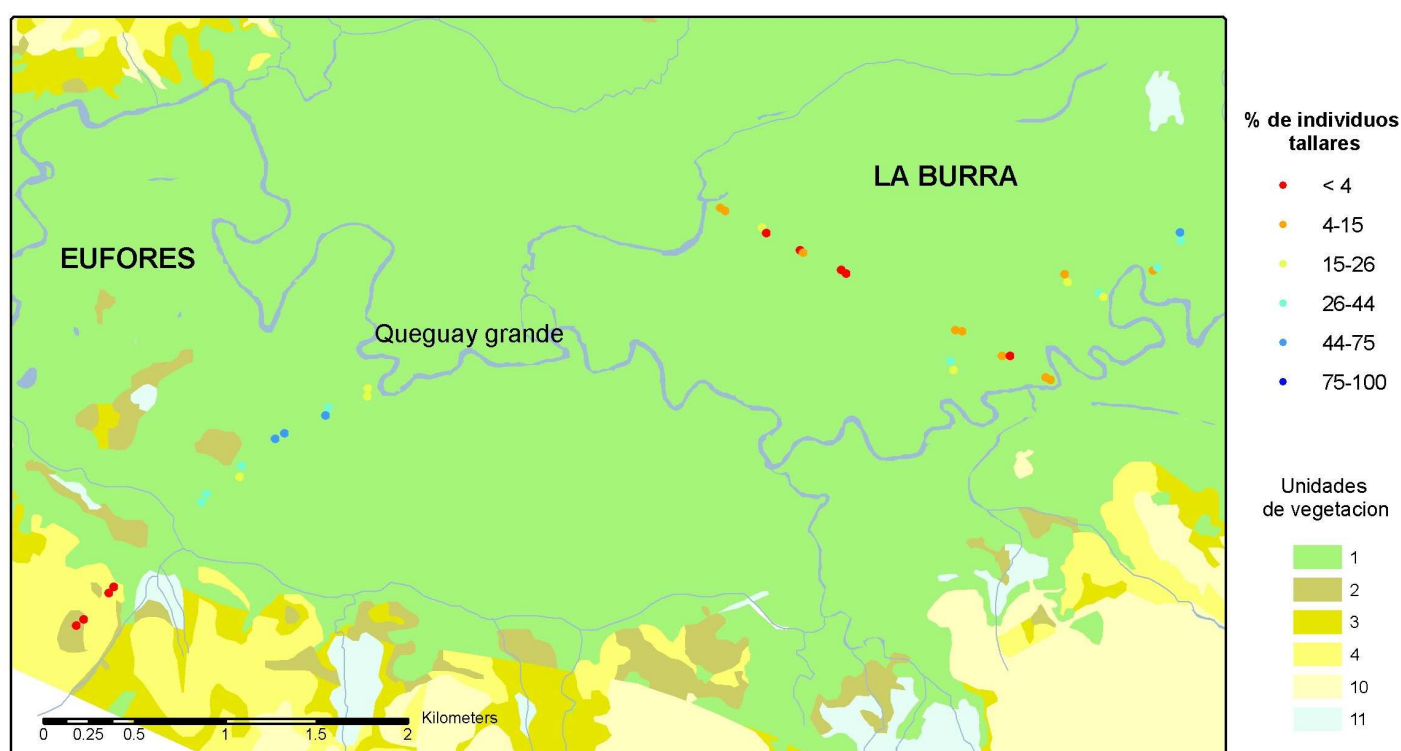 LA BURRA
EUFORES
Queguay grande
Kilometers
0 0.25 0.5 1 1.5 2
% de individuos
tallares
< 4
4-15
15-26
26-44
44-75
75-100
Unidades
de vegetacion
1
2
3
4
10
11